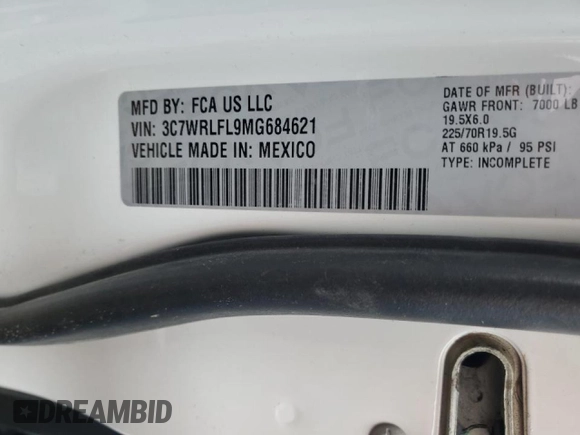 MFD BY: FCA US LLC
VIN: 3C7WRLFL9MG684621
VEHICLE MADE IN: MEXICO
DATE OF MFR (BUILT):
GAWR FRONT: 7000 LB
19.5X6.0
225/70R19.5G
AT 660 kPa / 95 PSI
TYPE: INCOMPLETE
DREAMBID